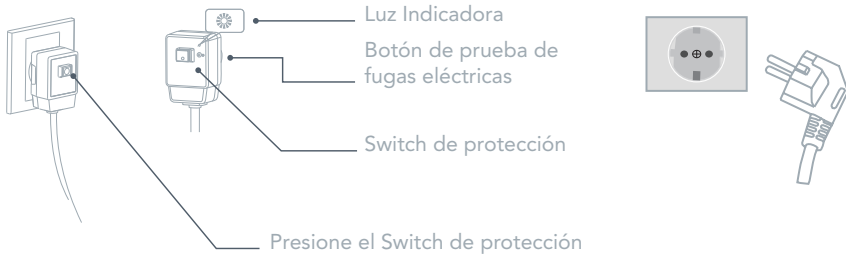 Luz Indicadora
Botón de prueba de
fugas eléctricas
Switch de protección
Presione el Switch de protección